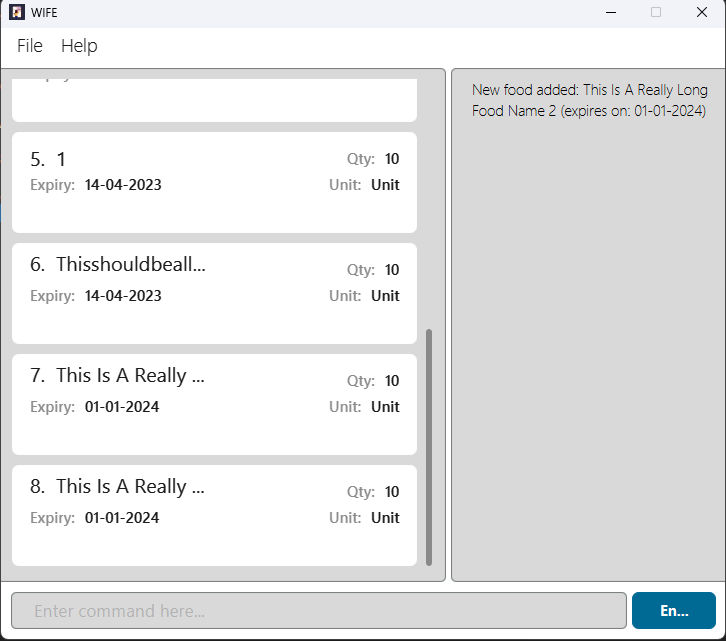 WIFE
File Help
5. 1
Qty: 10
Expiry: 14-04-2023
Unit: Unit
6. Thisshouldbeall...
Qty: 10
Expiry: 14-04-2023
Unit: Unit
7. This Is A Really ...
Qty: 10
Expiry: 01-01-2024
Unit: Unit
8. This Is A Really ...
Qty: 10
Expiry: 01-01-2024
Unit: Unit
New food added: This Is A Really Long
Food Name 2 (expires on: 01-01-2024)
Enter command here...
En...